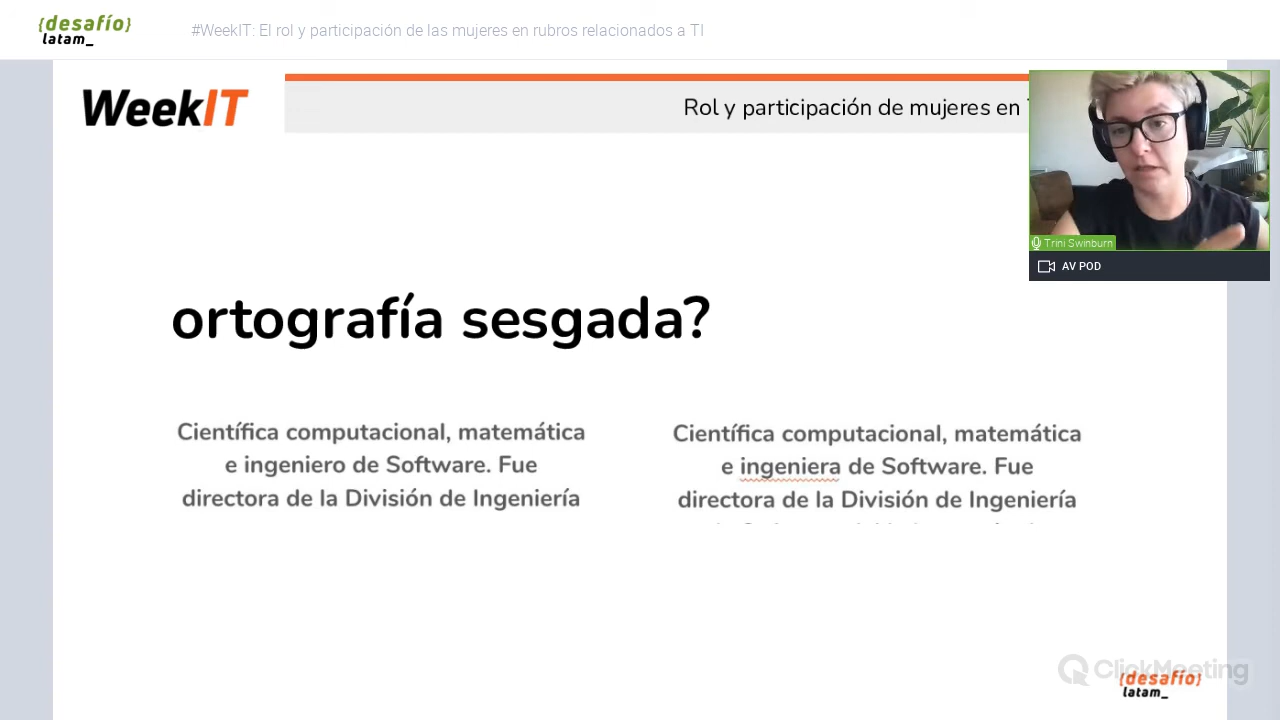 {desafío}
latam_
#WeekIT: El rol y participación de las mujeres en rubros relacionados a TI
WeekIT
Rol y participación de mujeres en
Trini Swinburn
AV POD
ortografía sesgada?
Científica computacional, matemática
e ingeniero de Software. Fue
directora de la División de Ingeniería
Científica computacional, matemática
e ingeniera de Software. Fue
directora de la División de Ingeniería
ClickMeeting
{desafío}
latam_